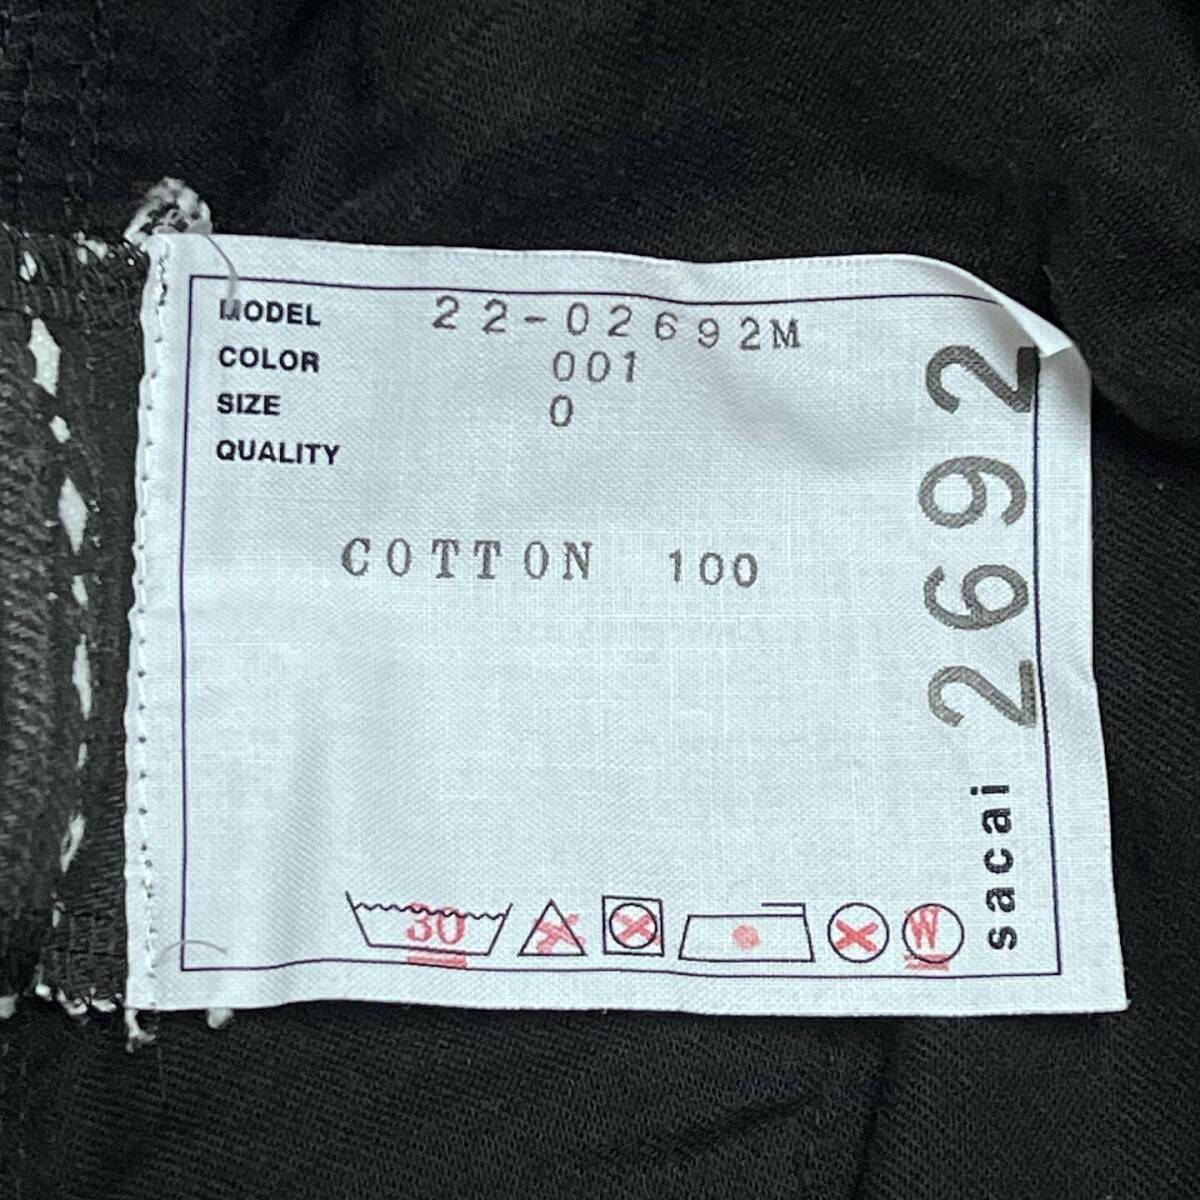 MODEL 22-02692M
COLOR 001
SIZE 0
QUALITY
COTTON 100
30 W
sacai 2692